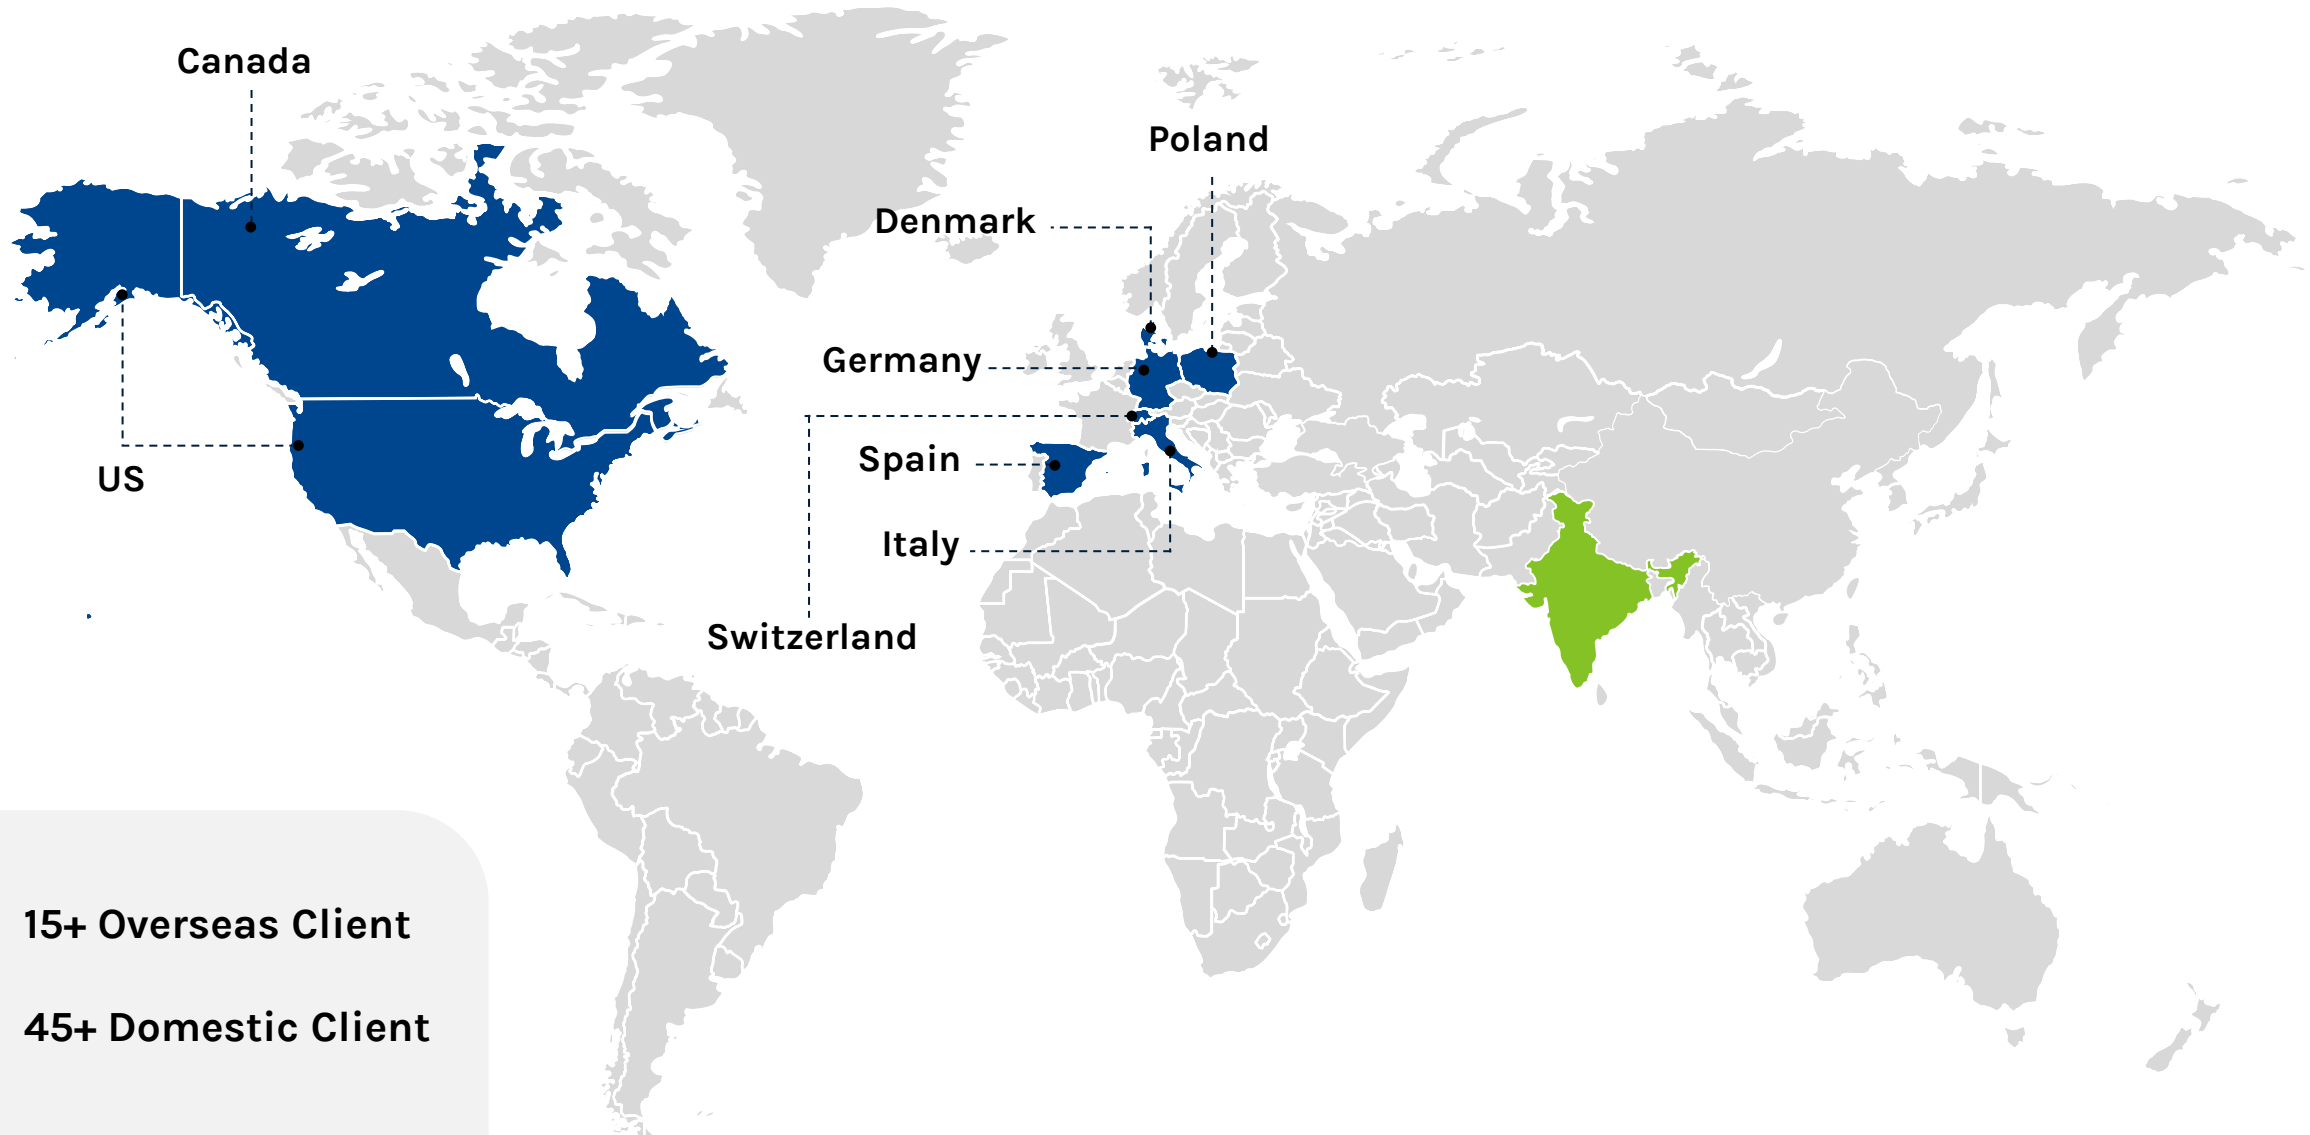 Canada
Poland
Denmark
Germany
Spain
US
Italy
Switzerland
15+ Overseas Client
45+ Domestic Client